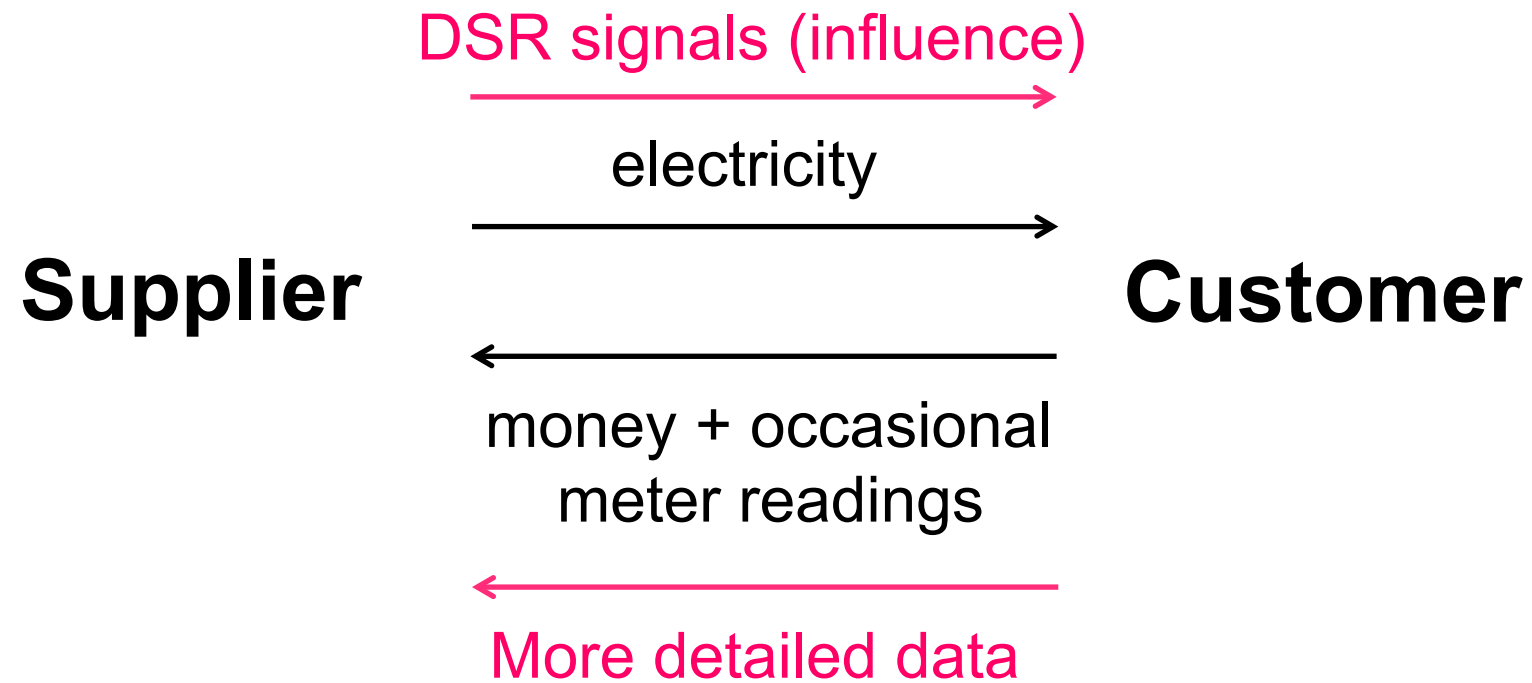 DSR signals (influence)
electricity
Supplier
Customer
money + occasional
meter readings
More detailed data